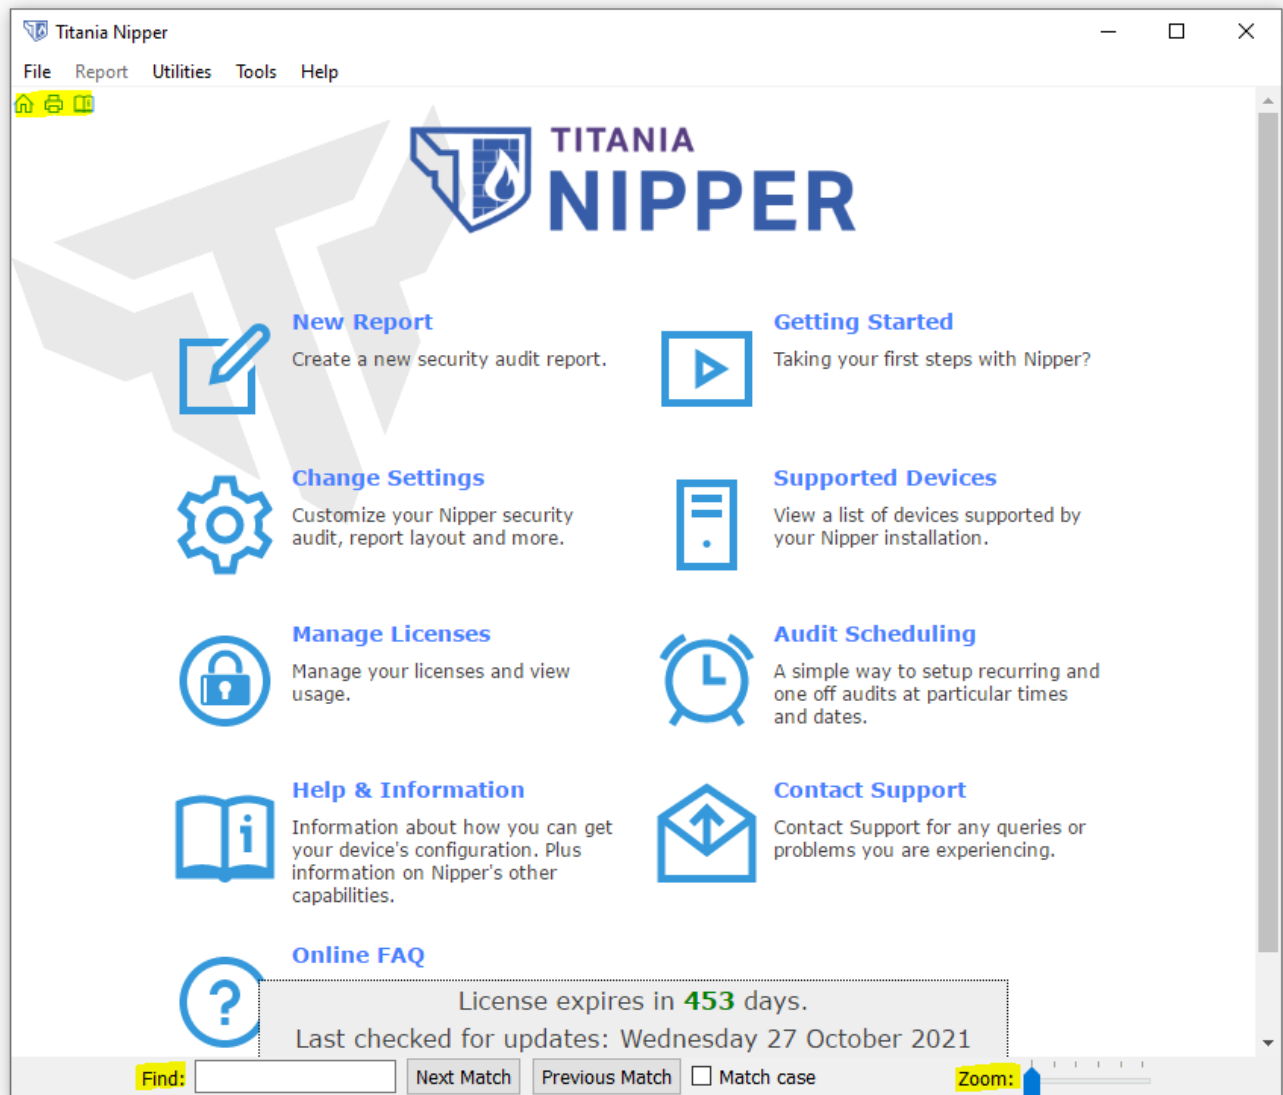 Titania Nipper
File Report Utilities Tools Help
TITANIA
NIPPER
New Report
Create a new security audit report.
Getting Started
Taking your first steps with Nipper?
Change Settings
Customize your Nipper security
audit, report layout and more.
Supported Devices
View a list of devices supported by
your Nipper installation.
Manage Licenses
Manage your licenses and view
usage.
Audit Scheduling
A simple way to setup recurring and
one off audits at particular times
and dates.
Help & Information
Information about how you can get
your device's configuration. Plus
information on Nipper's other
capabilities.
Contact Support
Contact Support for any queries or
problems you are experiencing.
Online FAQ
License expires in 453 days.
Last checked for updates: Wednesday 27 October 2021
Find: Next Match Previous Match Match case Zoom: